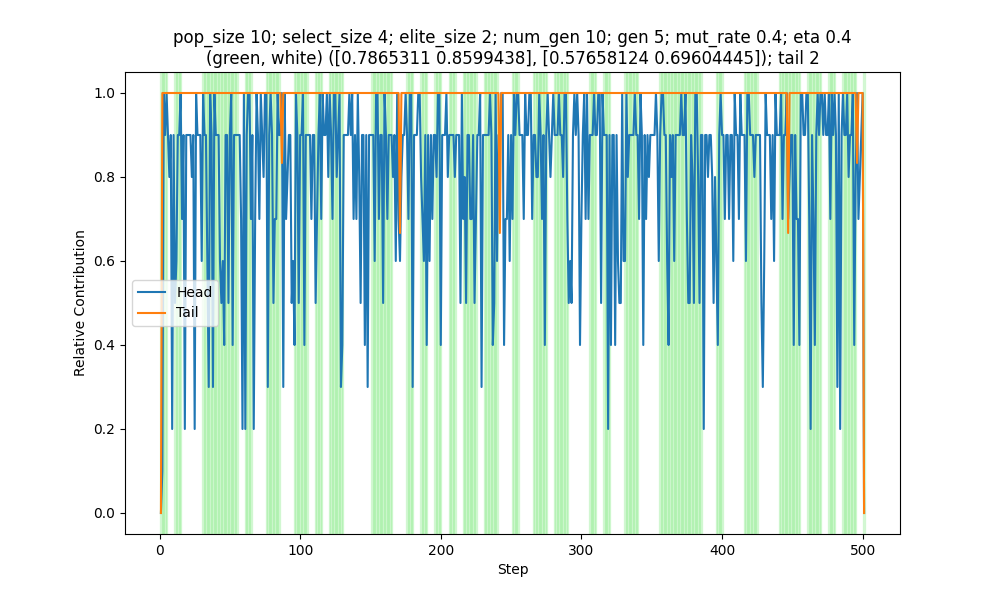 pop_size 10; select_size 4; elite_size 2; num_gen 10; gen 5; mut_rate 0.4; eta 0.4
(green, white) ([0.7865311 0.8599438], [0.57658124 0.69604445]); tail 2
1.0
0.8
0.6
0.4
0.2
0.0
Relative Contribution
Head
Tail
0
100
200
300
400
500
Step